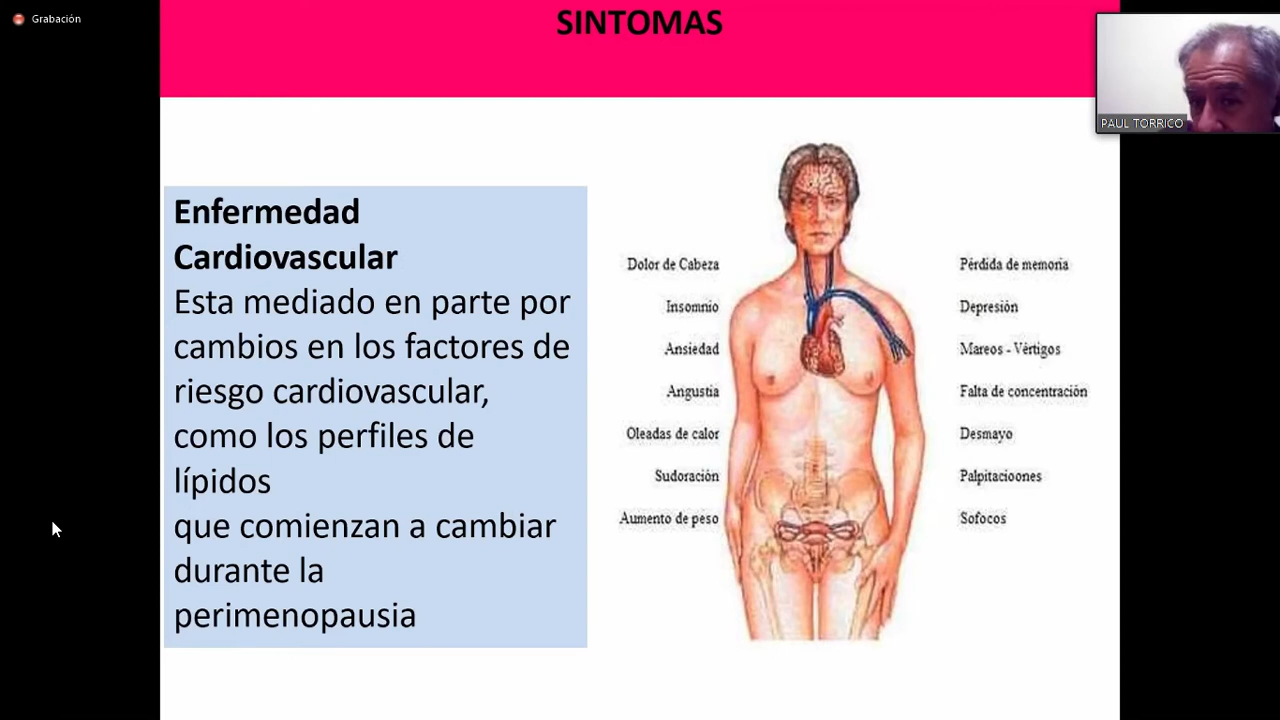 Grabación
SINTOMAS
PAUL TORRICO
Enfermedad
Cardiovascular
Esta mediado en parte por
cambios en los factores de
riesgo cardiovascular,
como los perfiles de
lípidos
que comienzan a cambiar
durante la
perimenopausia
Dolor de Cabeza
Insomnio
Ansiedad
Angustia
Oleadas de calor
Sudoración
Aumento de peso
Pérdida de memoria
Depresión
Mareos - Vértigos
Falta de concentración
Desmayo
Palpitacioones
Sofocos